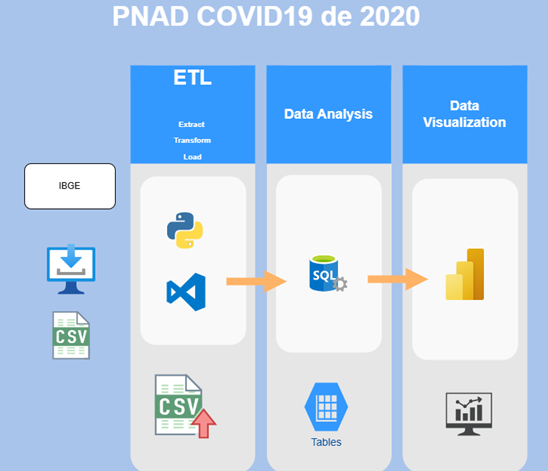 PNAD COVID19 de 2020
ETL
Extract
Transform
Load
Data Analysis
Data
Visualization
IBGE
SQL
CSV
CSV
Tables